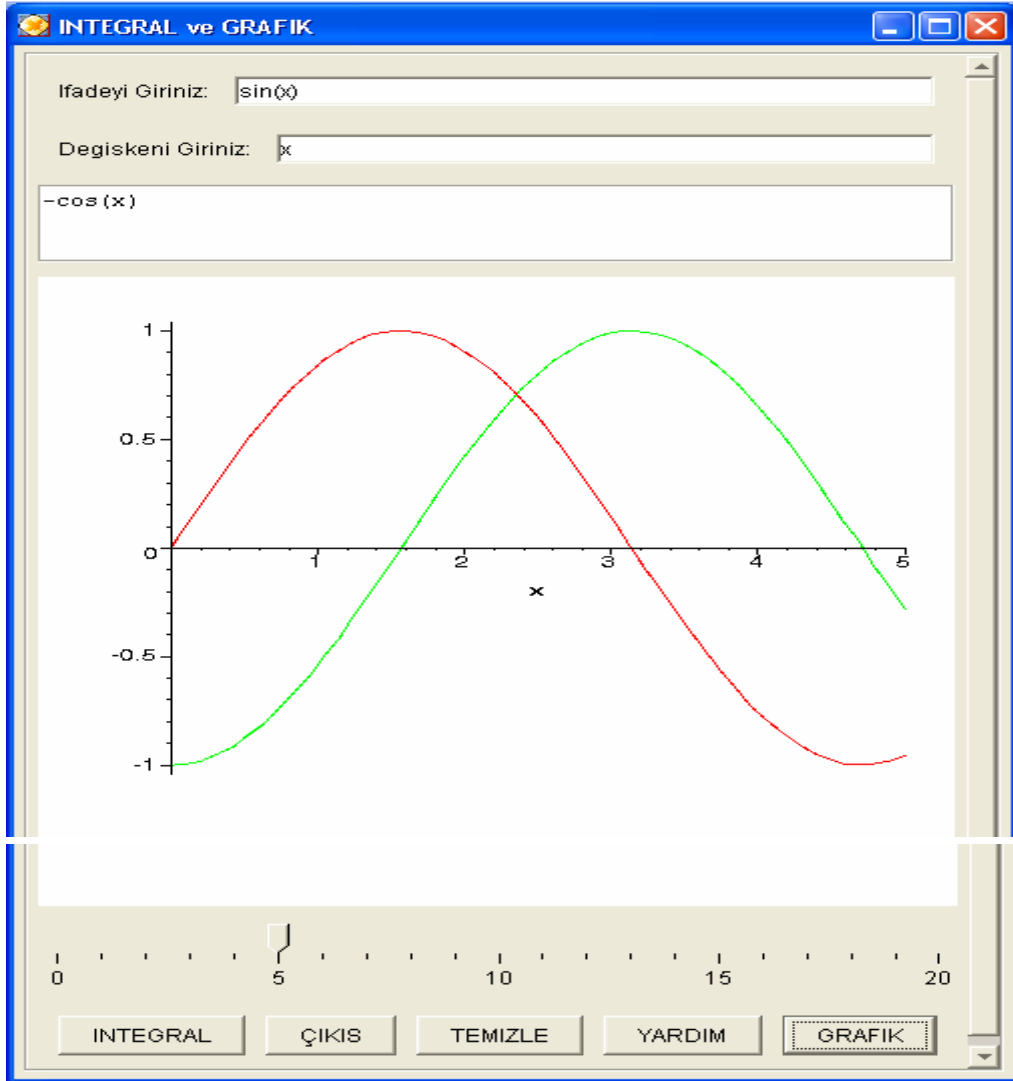 INTEGRAL ve GRAFIK
Ifadeyi Giriniz: sin(x)
Degiskeni Giriniz: x
-cos(x)
1
0.5
0
1 2 3 4 5
x
-0.5
-1
0 5 10 15 20
INTEGRAL ÇIKIS TEMIZLE YARDIM GRAFIK